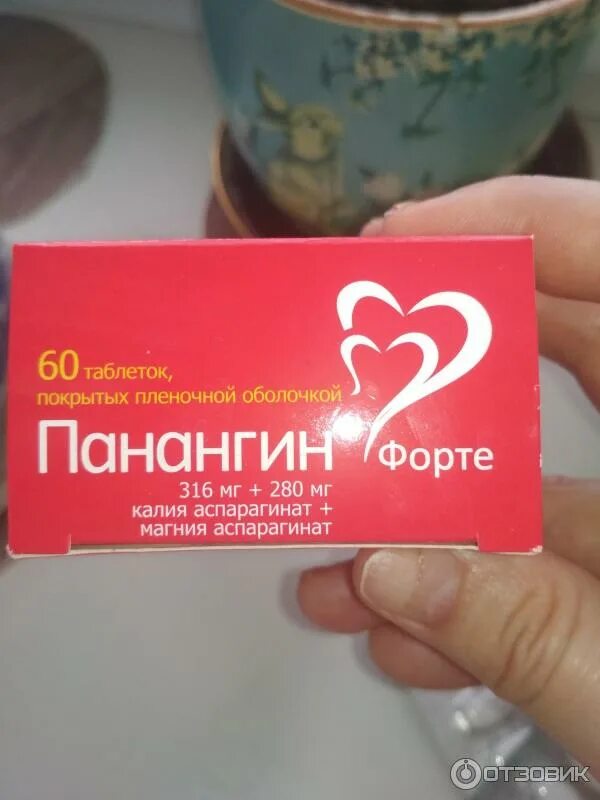 60 таблеток,
покрытых пленочной оболочкой
Панангин Форте
316 мг + 280 мг
калия аспарагинат +
магния аспарагинат
ОТЗОВИК